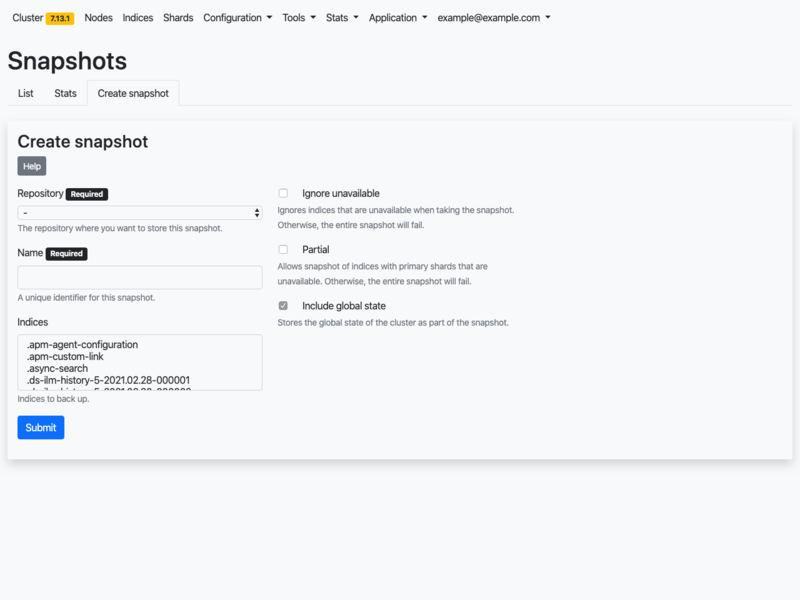 Cluster 7.13.1 Nodes Indices Shards Configuration Tools Stats Application example@example.com
Snapshots
List Stats Create snapshot
Create snapshot
Help
Repository Required
-
The repository where you want to store this snapshot.
Name Required
A unique identifier for this snapshot.
Indices
.apm-agent-configuration
.apm-custom-link
.async-search
.ds-ilm-history-5-2021.02.28-000001
Indices to back up.
Submit
Ignore unavailable
Ignores indices that are unavailable when taking the snapshot.
Otherwise, the entire snapshot will fail.
Partial
Allows snapshot of indices with primary shards that are
unavailable. Otherwise, the entire snapshot will fail.
Include global state
Stores the global state of the cluster as part of the snapshot.